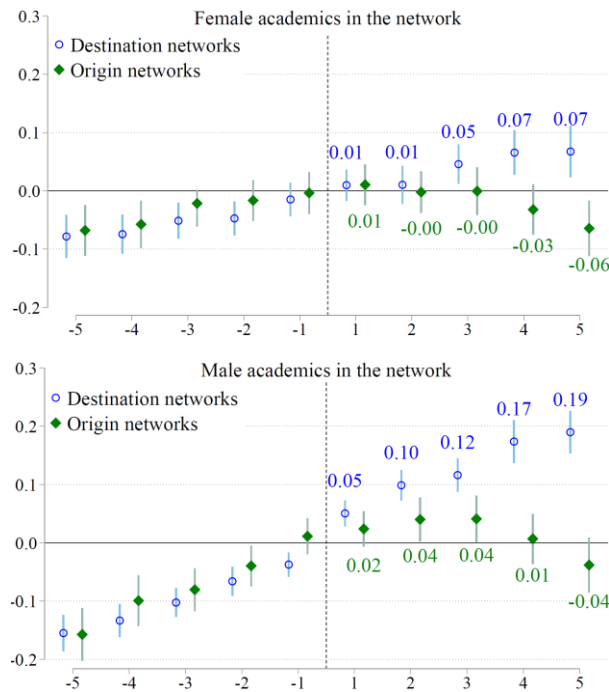 Female academics in the network
0.3
Destination networks
Origin networks
0.2
0.1
0.01 0.01 0.05 0.07 0.07
0.0
0.01 -0.00 -0.00 -0.03 -0.06
-0.1
-0.2
-5 -4 -3 -2 -1 1 2 3 4 5
Male academics in the network
0.3
Destination networks
Origin networks
0.2
0.05 0.10 0.12 0.17 0.19
0.1
0.0
0.02 0.04 0.04 0.01 -0.04
-0.1
-0.2
-5 -4 -3 -2 -1 1 2 3 4 5